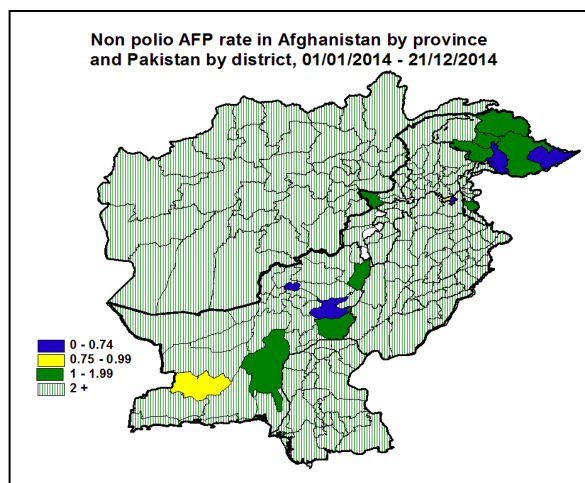 Non polio AFP rate in Afghanistan by province
and Pakistan by district, 01/01/2014 - 21/12/2014
0 - 0.74
0.75 - 0.99
1 - 1.99
2 +